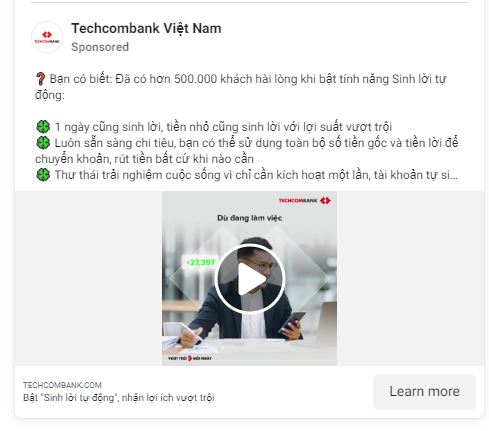 TECHCOMBANK
Techcombank Việt Nam
Sponsored
❓ Bạn có biết: Đã có hơn 500.000 khách hài lòng khi bật tính năng Sinh lời tự
động:
🍀 1 ngày cũng sinh lời, tiền nhỏ cũng sinh lời với lợi suất vượt trội
🍀 Luôn sẵn sàng chi tiêu, bạn có thể sử dụng toàn bộ số tiền gốc và tiền lời để
chuyển khoản, rút tiền bất cứ khi nào cần
🍀 Thư thái trải nghiệm cuộc sống vì chỉ cần kích hoạt một lần, tài khoản tự si...
TECHCOMBANK
Dù đang làm việc
+27,397
VƯỢT TRỘI MỖI NGÀY
TECHCOMBANK.COM
Bật "Sinh lời tự động", nhận lợi ích vượt trội
Learn more